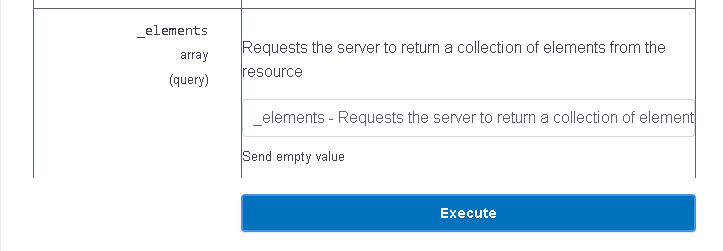 _elements
array
(query)
Requests the server to return a collection of elements from the
resource
_elements - Requests the server to return a collection of element
Send empty value
Execute